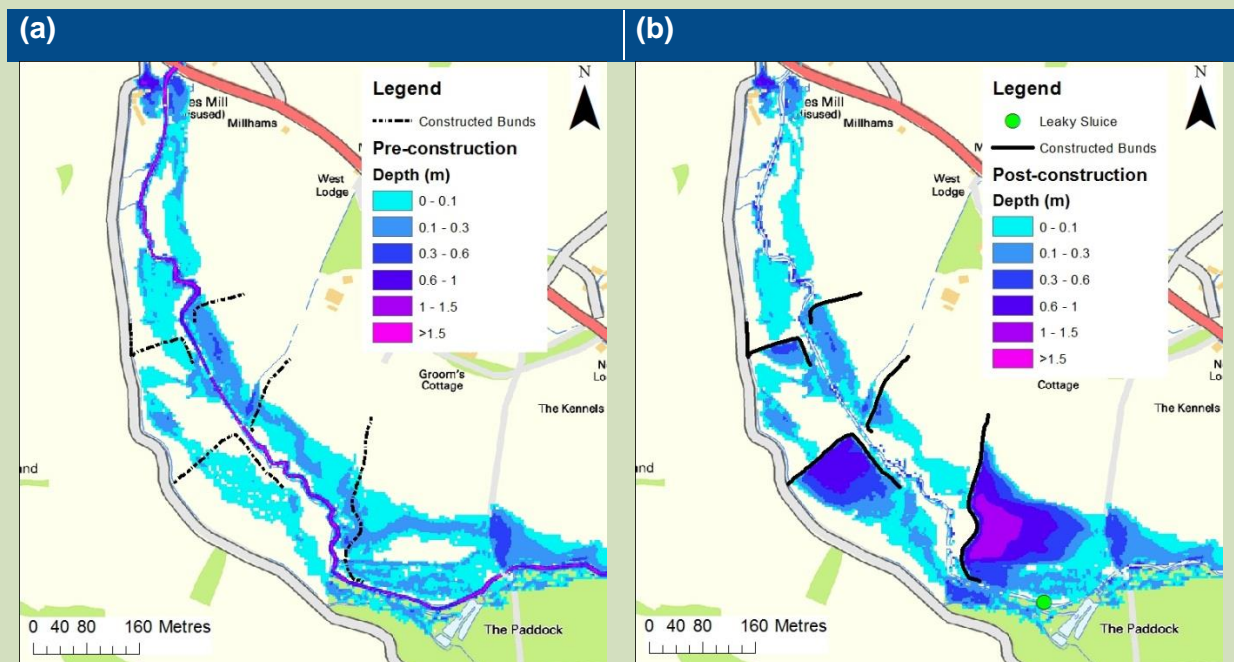 (a)
es Mill
isused)
Millhams
West
Lodge
Groom's
Cottage
The Kennels
and
The Paddock
Legend
Constructed Bunds
Pre-construction
Depth (m)
0 - 0.1
0.1 - 0.3
0.3 - 0.6
0.6 - 1
1 - 1.5
>1.5
N
0 40 80 160 Metres
(b)
es Mill
isused)
Millhams
West
Lodge
Cottage
The Kennels
The Paddock
Legend
Leaky Sluice
Constructed Bunds
Post-construction
Depth (m)
0 - 0.1
0.1 - 0.3
0.3 - 0.6
0.6 - 1
1 - 1.5
>1.5
N
0 40 80 160 Metres